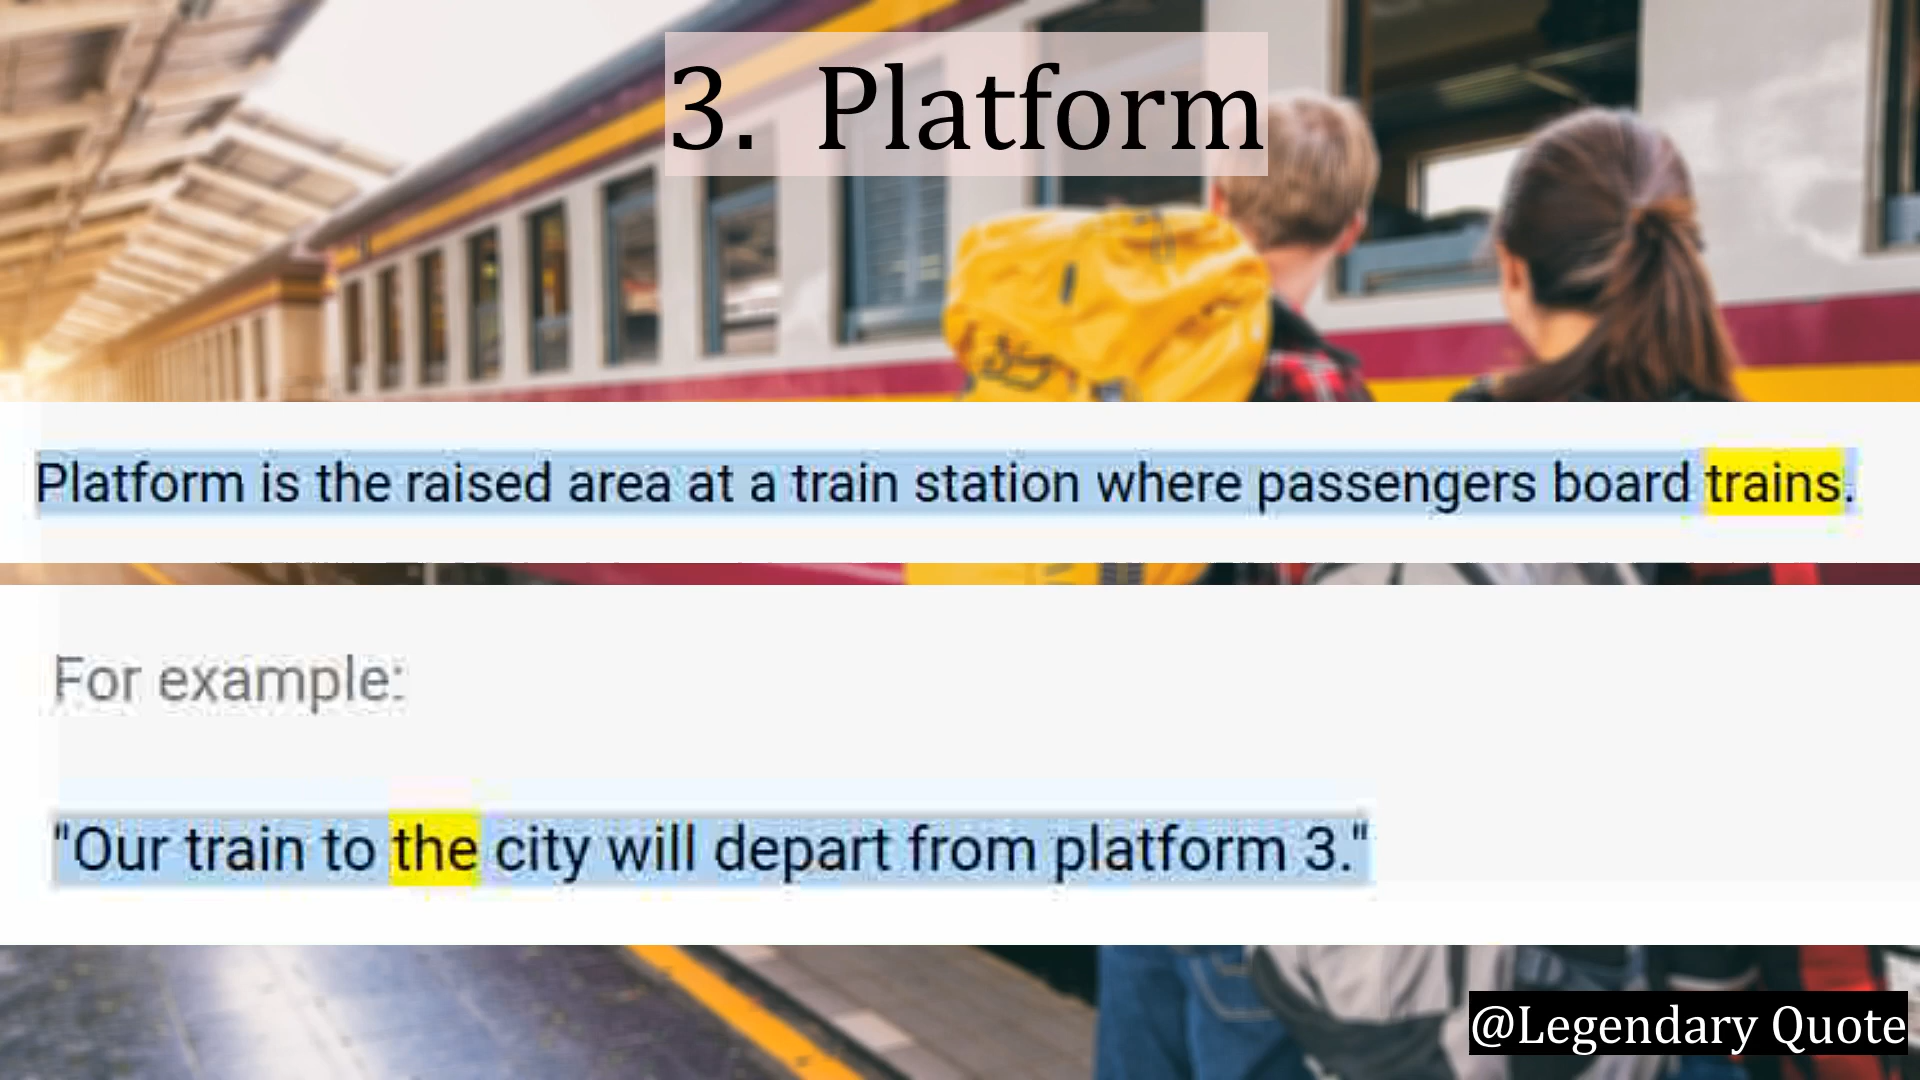 3. Platform
Platform is the raised area at a train station where passengers board trains.
For example:
"Our train to the city will depart from platform 3."
@Legendary Quote